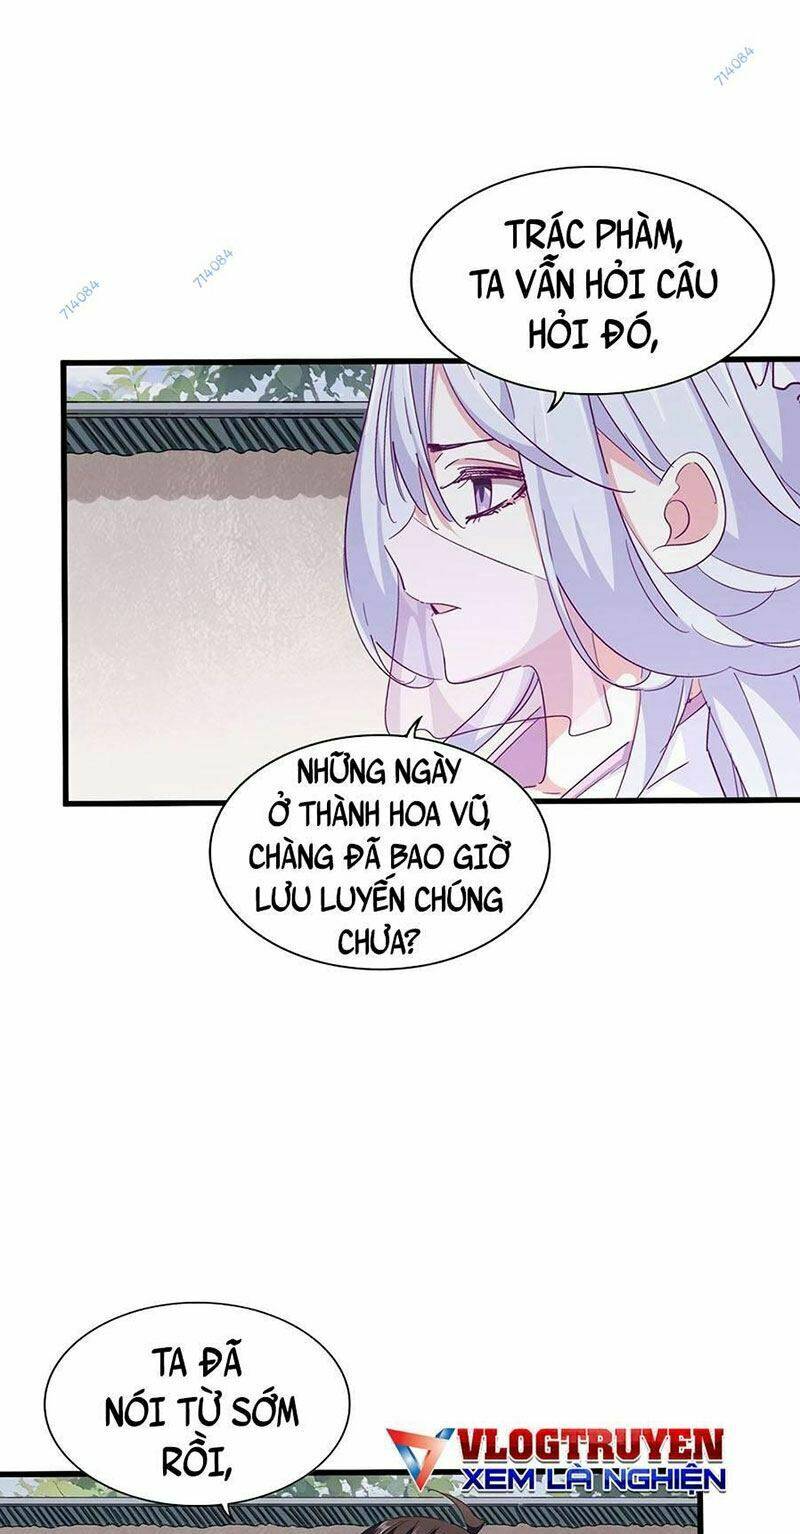 714084
714084
714084
TRÁC PHÀM,
TA VẪN HỎI CÂU
HỎI ĐÓ,
NHỮNG NGÀY
Ở THÀNH HOA VŨ,
CHÀNG ĐÃ BAO GIỜ
LƯU LUYẾN CHÚNG
CHƯA?
TA ĐÃ
NÓI TỪ SỚM
RỒI,
VLOGTRUYEN
XEM LÀ NGHIỆN